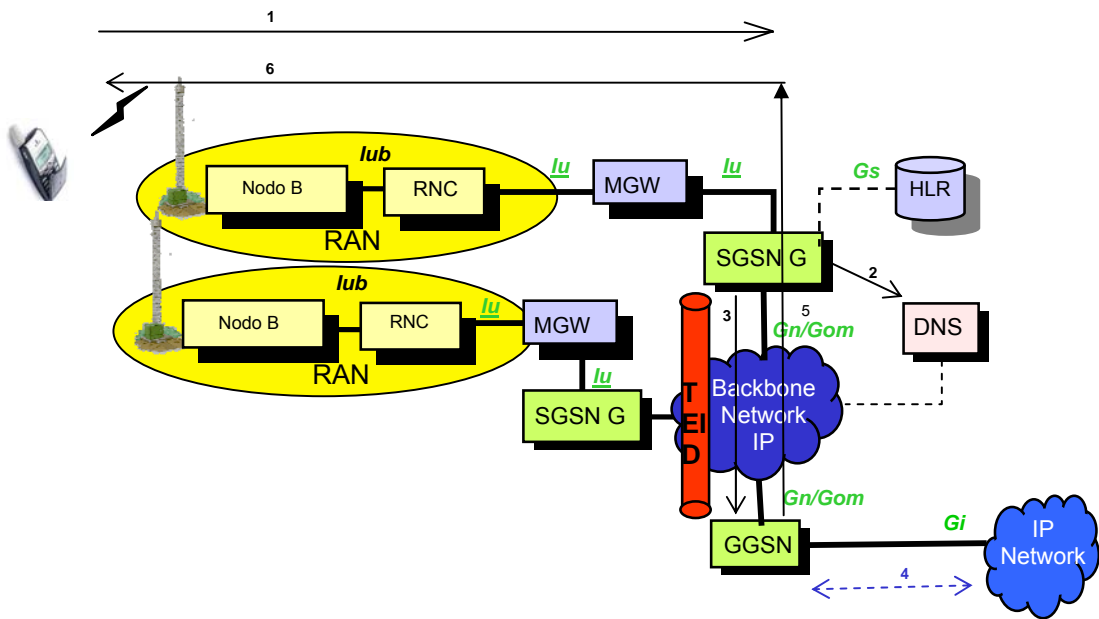 1
6
Iub
Iu
Iu
Gs
Nodo B
RNC
MGW
HLR
RAN
SGSN G
2
Iub
Iu
3
5
Gn/Gom
DNS
Nodo B
RNC
MGW
RAN
Iu
SGSN G
T
EI
D
Backbone
Network
IP
Gn/Gom
GGSN
Gi
4
IP
Network